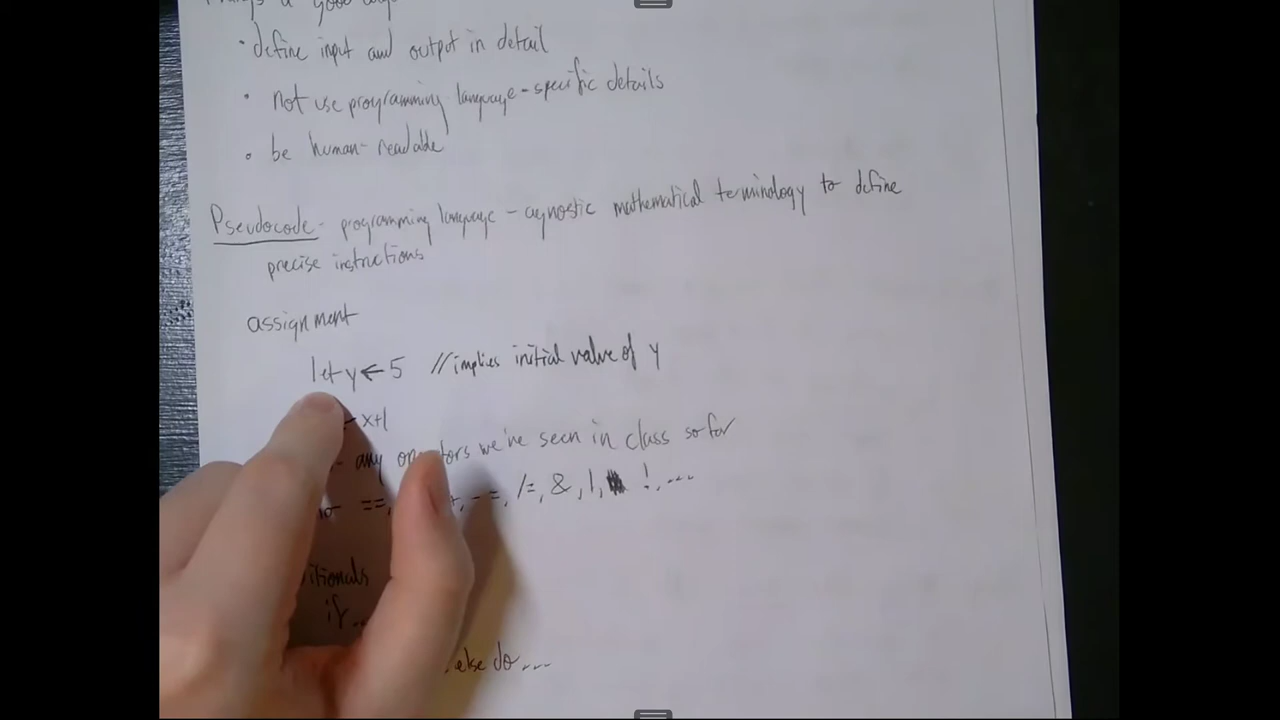 a good
· define input and output in detail
· not use programming language-specific details
· be human-readable
Pseudocode - programming language-agnostic mathematical terminology to define
precise instructions
assignment
let y ← 5 //implies initial value of y
x+1
- any operators we've seen in class so far
==, -=, /=, &, |, !, ...
if...
else do...